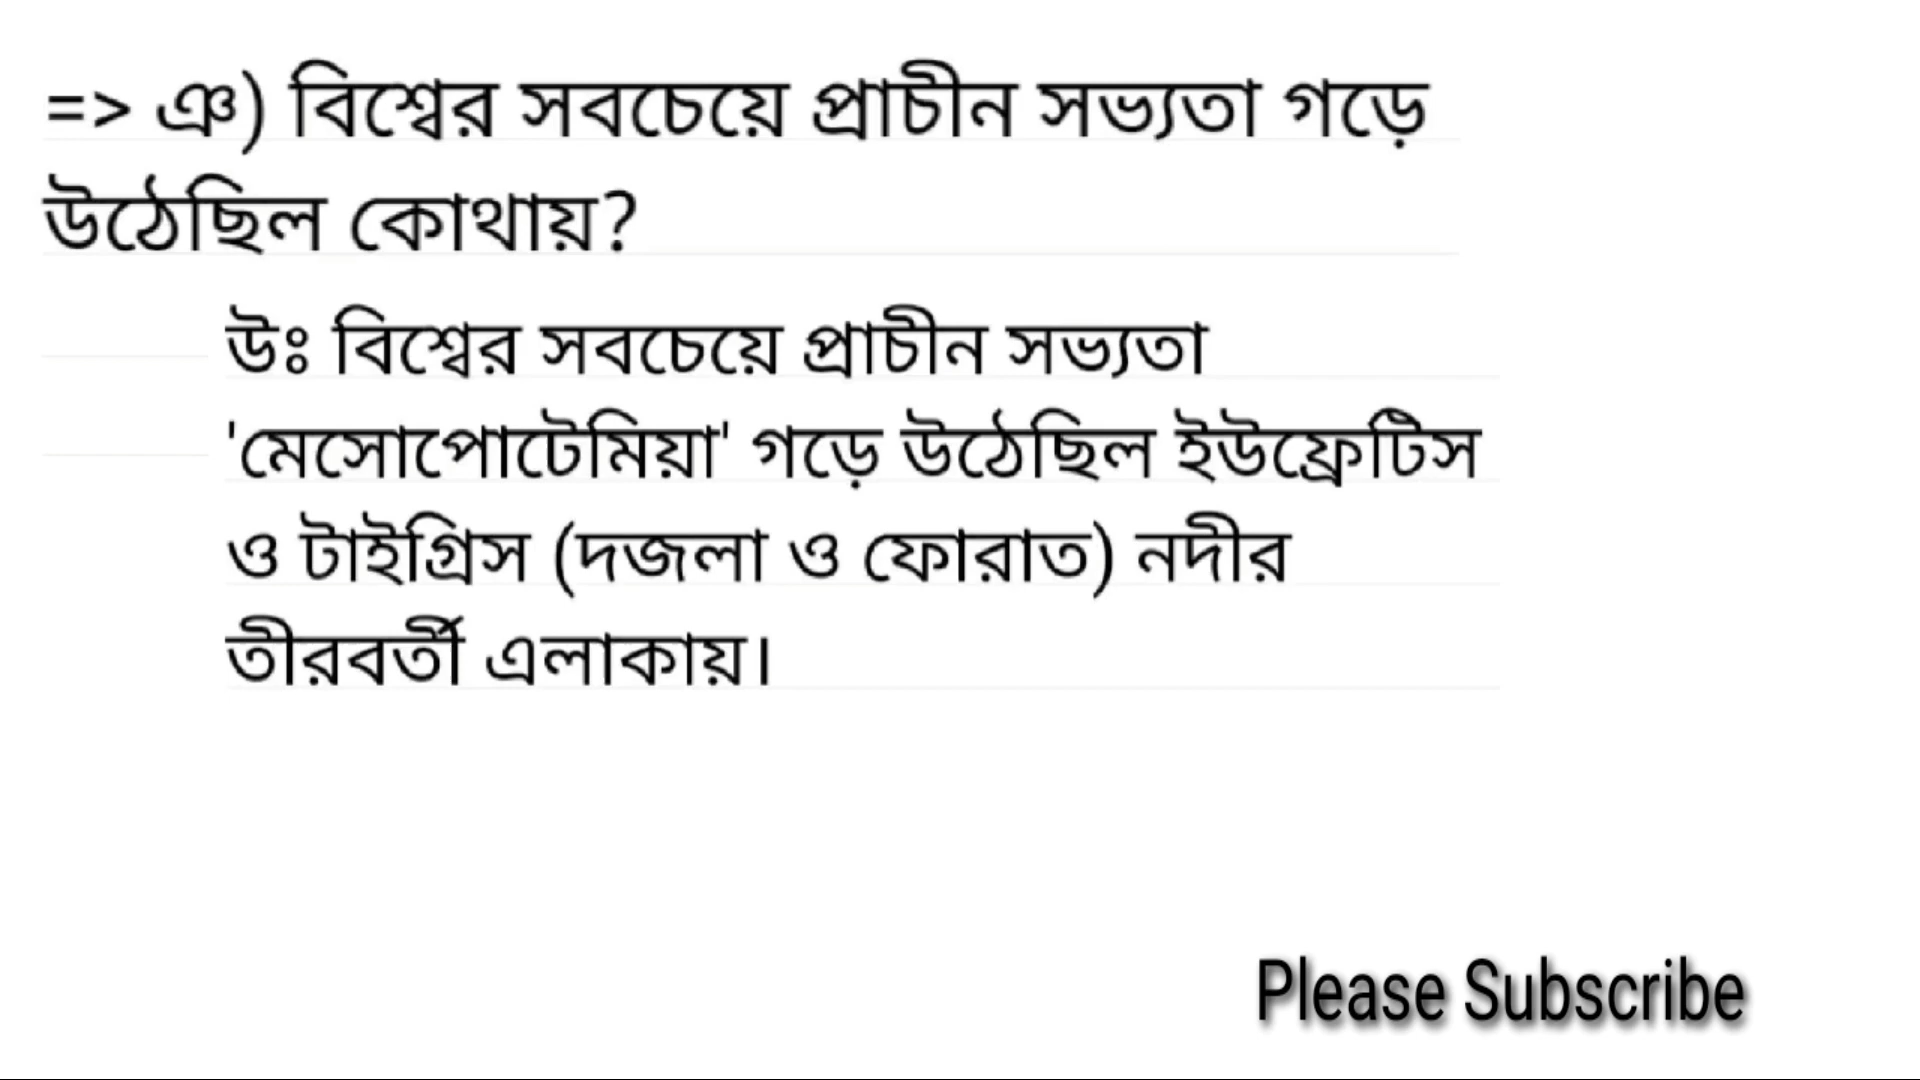 => ঞ) বিশ্বের সবচেয়ে প্রাচীন সভ্যতা গড়ে
উঠেছিল কোথায়?
উঃ বিশ্বের সবচেয়ে প্রাচীন সভ্যতা
'মেসোপোটেমিয়া' গড়ে উঠেছিল ইউফ্রেটিস
ও টাইগ্রিস (দজলা ও ফোরাত) নদীর
তীরবর্তী এলাকায়।
Please Subscribe